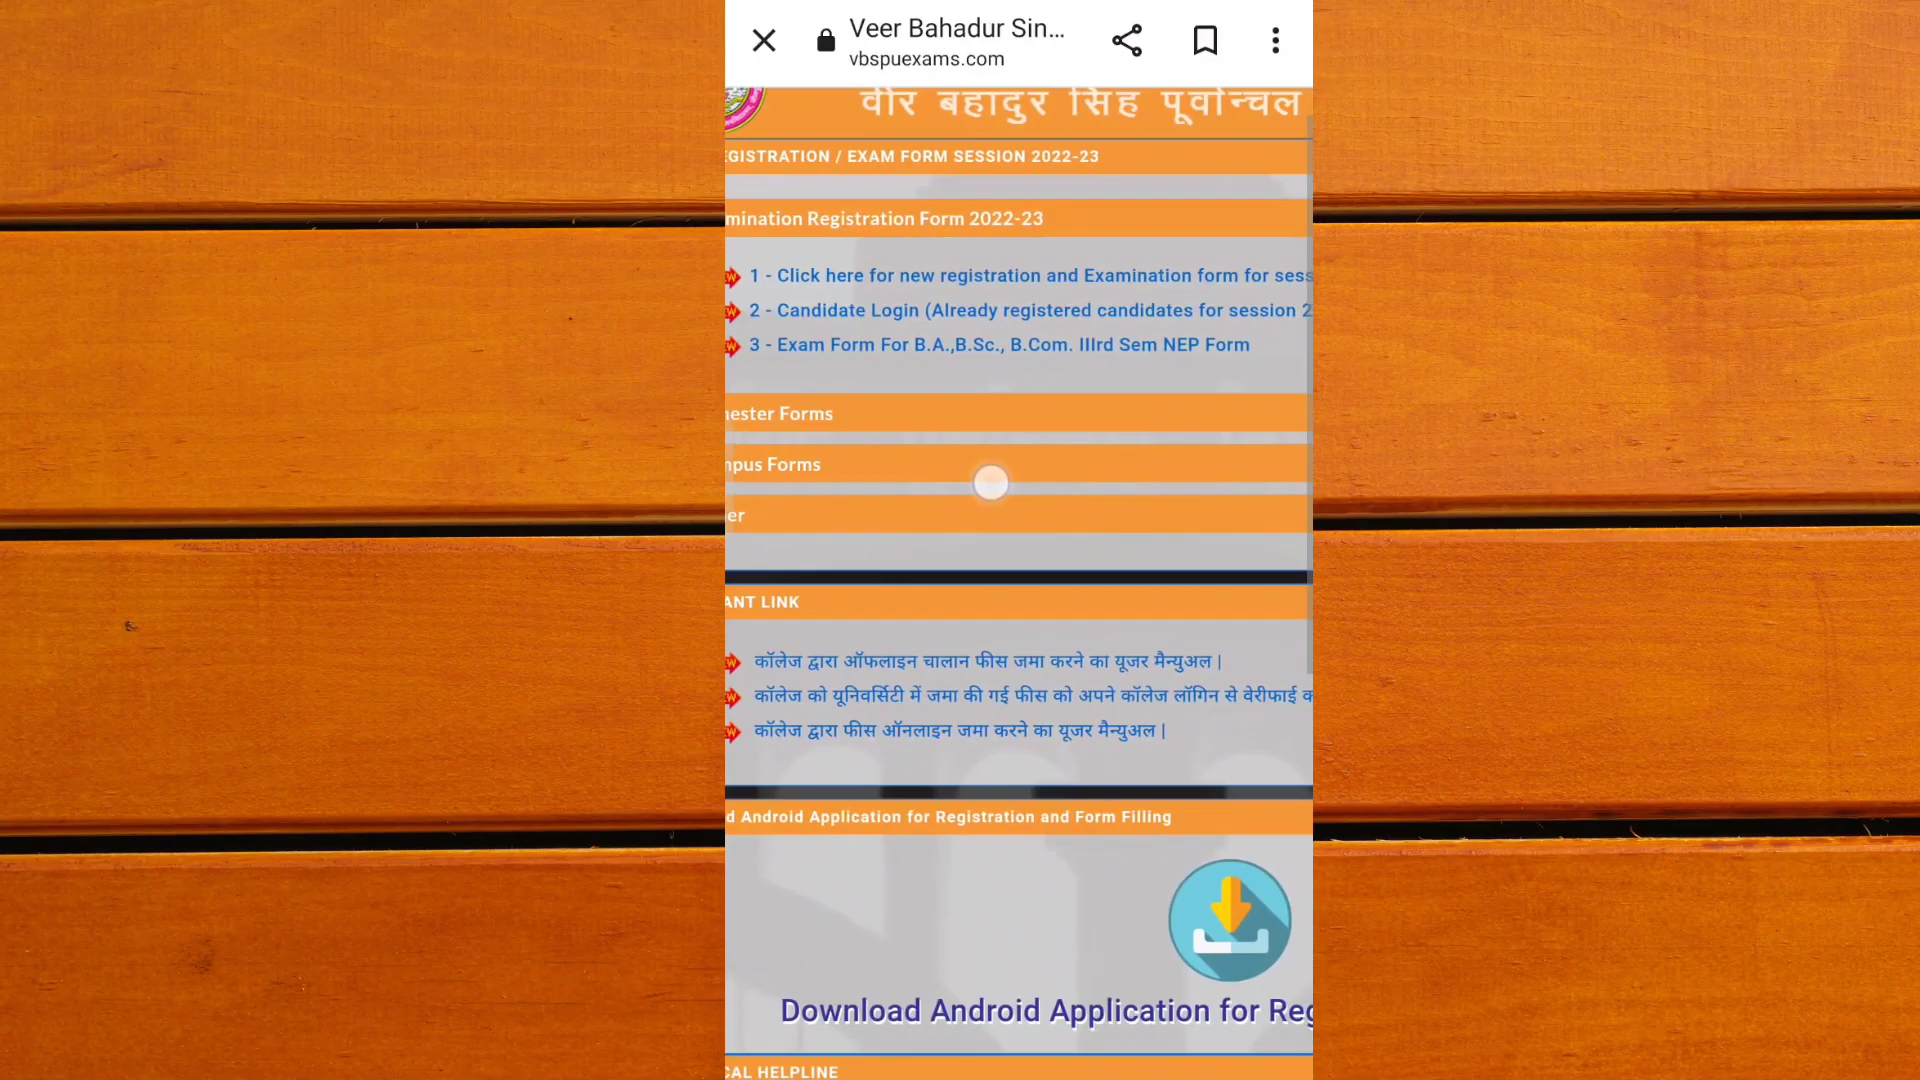 Veer Bahadur Sin...
vbspuexams.com
वीर बहादुर सिंह पूर्वान्चल
GISTRATION / EXAM FORM SESSION 2022-23
mination Registration Form 2022-23
1 - Click here for new registration and Examination form for sess
2 - Candidate Login (Already registered candidates for session 2
3 - Exam Form For B.A.,B.Sc., B.Com. IIIrd Sem NEP Form
ester Forms
pus Forms
er
ANT LINK
कॉलेज द्वारा ऑफलाइन चालान फीस जमा करने का यूजर मैन्युअल |
कॉलेज को यूनिवर्सिटी में जमा की गई फीस को अपने कॉलेज लॉगिन से वेरीफाई क
कॉलेज द्वारा फीस ऑनलाइन जमा करने का यूजर मैन्युअल |
d Android Application for Registration and Form Filling
Download Android Application for Reg
CAL HELPLINE